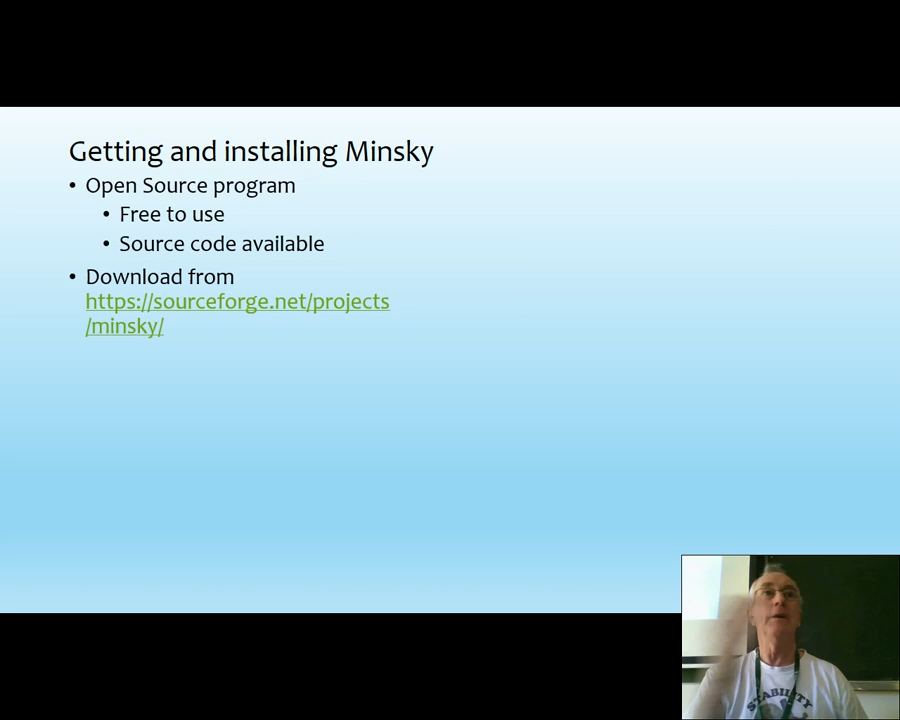 Getting and installing Minsky
• Open Source program
• Free to use
• Source code available
• Download from
https://sourceforge.net/projects
/minsky/
STABILITY